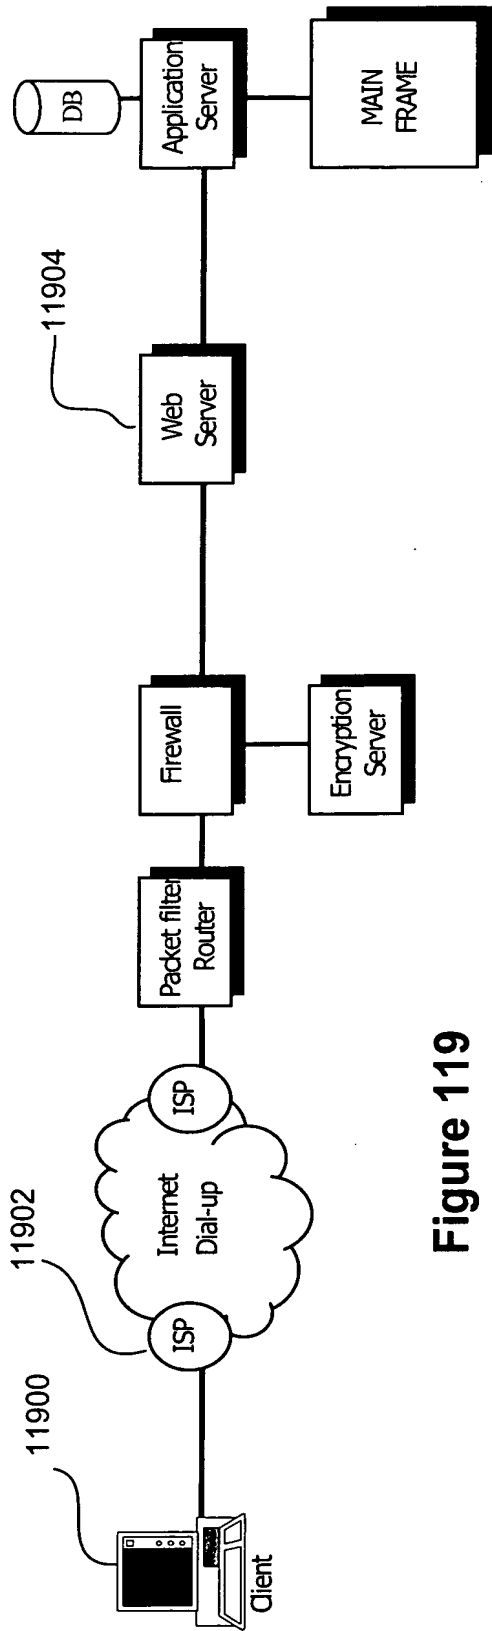 11900
11902
11904
Client
ISP
Internet
Dial-up
ISP
Packet filter
Router
Firewall
Encryption
Server
Web
Server
Application
Server
DB
MAIN
FRAME
Figure 119